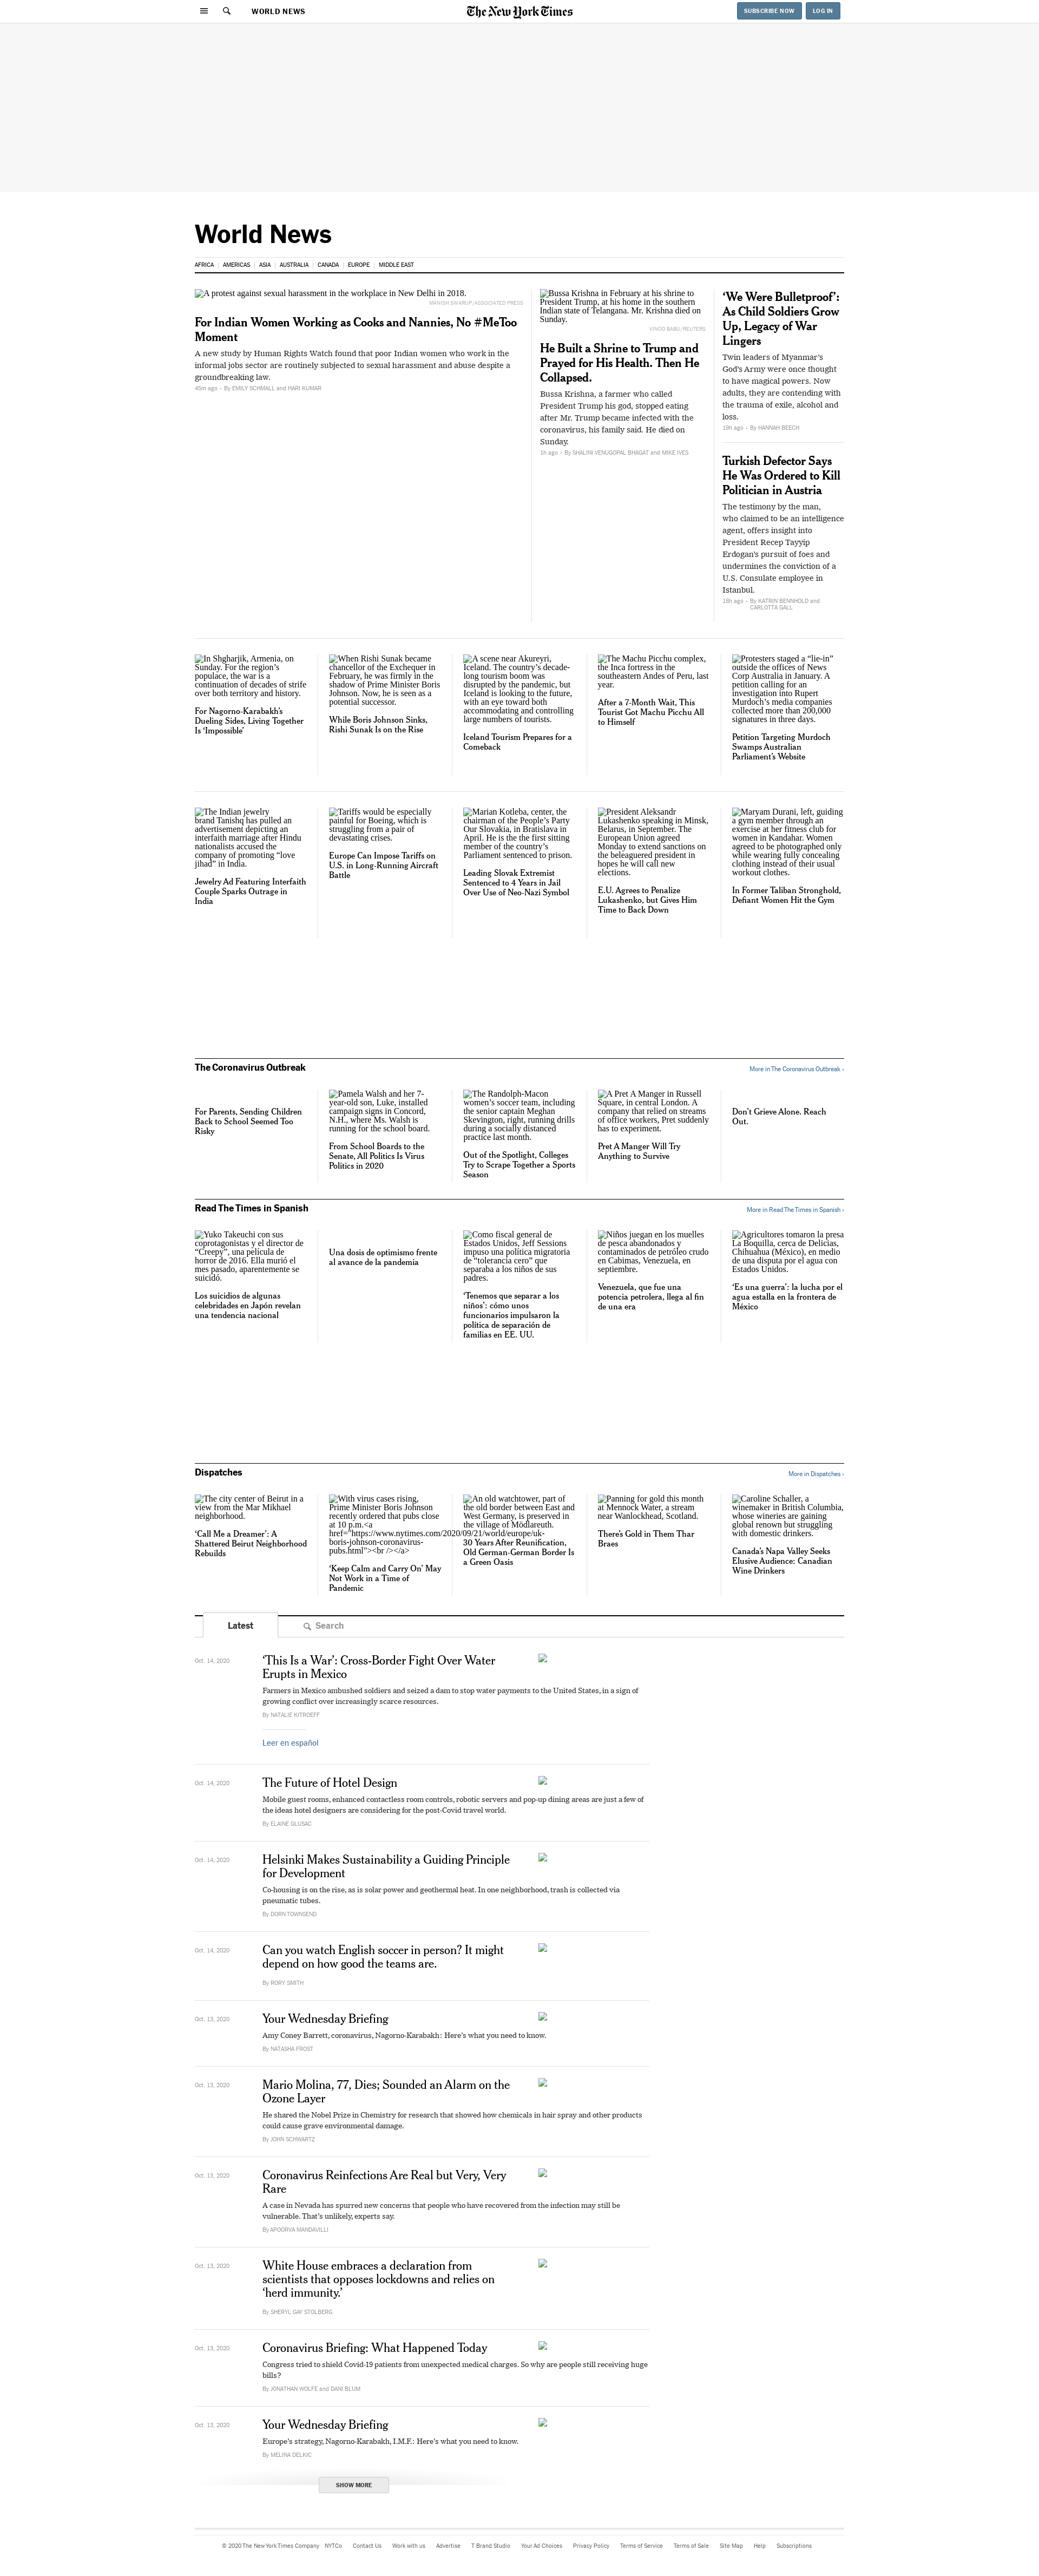 WORLD NEWS
The New York Times
SUBSCRIBE NOW
LOG IN
World News
AFRICA
AMERICAS
ASIA
AUSTRALIA
CANADA
EUROPE
MIDDLE EAST
A protest against sexual harassment in the workplace in New Delhi in 2018.
MANISH SWARUP/ASSOCIATED PRESS
For Indian Women Working as Cooks and Nannies, No #MeToo
Moment
A new study by Human Rights Watch found that poor Indian women who work in the
informal jobs sector are routinely subjected to sexual harassment and abuse despite a
groundbreaking law.
45m ago · By EMILY SCHMALL and HARI KUMAR
Bussa Krishna in February at his shrine to
President Trump, at his home in the southern
Indian state of Telangana. Mr. Krishna died on
Sunday.
VINOD BABU/REUTERS
He Built a Shrine to Trump and
Prayed for His Health. Then He
Collapsed.
Bussa Krishna, a farmer who called
President Trump his god, stopped eating
after Mr. Trump became infected with the
coronavirus, his family said. He died on
Sunday.
1h ago · By SHALINI VENUGOPAL BHAGAT and MIKE IVES
‘We Were Bulletproof’:
As Child Soldiers Grow
Up, Legacy of War
Lingers
Twin leaders of Myanmar’s
God’s Army were once thought
to have magical powers. Now
adults, they are contending with
the trauma of exile, alcohol and
loss.
19h ago · By HANNAH BEECH
Turkish Defector Says
He Was Ordered to Kill
Politician in Austria
The testimony by the man,
who claimed to be an intelligence
agent, offers insight into
President Recep Tayyip
Erdogan’s pursuit of foes and
undermines the conviction of a
U.S. Consulate employee in
Istanbul.
18h ago · By KATRIN BENNHOLD and
CARLOTTA GALL
In Shgharjik, Armenia, on
Sunday. For the region’s
populace, the war is a
continuation of decades of strife
over both territory and history.
For Nagorno-Karabakh’s
Dueling Sides, Living Together
Is ‘Impossible’
When Rishi Sunak became
chancellor of the Exchequer in
February, he was firmly in the
shadow of Prime Minister Boris
Johnson. Now, he is seen as a
potential successor.
While Boris Johnson Sinks,
Rishi Sunak Is on the Rise
A scene near Akureyri,
Iceland. The country’s decade-
long tourism boom was
disrupted by the pandemic, but
Iceland is looking to the future,
with an eye toward both
accommodating and controlling
large numbers of tourists.
Iceland Tourism Prepares for a
Comeback
The Machu Picchu complex,
the Inca fortress in the
southeastern Andes of Peru, last
year.
After a 7-Month Wait, This
Tourist Got Machu Picchu All
to Himself
Protesters staged a “lie-in”
outside the offices of News
Corp Australia in January. A
petition calling for an
investigation into Rupert
Murdoch’s media companies
collected more than 200,000
signatures in three days.
Petition Targeting Murdoch
Swamps Australian
Parliament’s Website
The Indian jewelry
brand Tanishq has pulled an
advertisement depicting an
interfaith marriage after Hindu
nationalists accused the
company of promoting “love
jihad” in India.
Jewelry Ad Featuring Interfaith
Couple Sparks Outrage in
India
Tariffs would be especially
painful for Boeing, which is
struggling from a pair of
devastating crises.
Europe Can Impose Tariffs on
U.S. in Long-Running Aircraft
Battle
Marian Kotleba, center, the
chairman of the People’s Party
Our Slovakia, in Bratislava in
April. He is the the first sitting
member of the country’s
Parliament sentenced to prison.
Leading Slovak Extremist
Sentenced to 4 Years in Jail
Over Use of Neo-Nazi Symbol
President Aleksandr
Lukashenko speaking in Minsk,
Belarus, in September. The
European Union agreed
Monday to extend sanctions on
the beleaguered president in
hopes he will call new
elections.
E.U. Agrees to Penalize
Lukashenko, but Gives Him
Time to Back Down
Maryam Durani, left, guiding
a gym member through an
exercise at her fitness club for
women in Kandahar. Women
agreed to be photographed only
while wearing fully concealing
clothing instead of their usual
workout clothes.
In Former Taliban Stronghold,
Defiant Women Hit the Gym
The Coronavirus Outbreak
More in The Coronavirus Outbreak ›
For Parents, Sending Children
Back to School Seemed Too
Risky
Pamela Walsh and her 7-
year-old son, Luke, installed
campaign signs in Concord,
N.H., where Ms. Walsh is
running for the school board.
From School Boards to the
Senate, All Politics Is Virus
Politics in 2020
The Randolph-Macon
women’s soccer team, including
the senior captain Meghan
Skevington, right, running drills
during a socially distanced
practice last month.
Out of the Spotlight, Colleges
Try to Scrape Together a Sports
Season
A Pret A Manger in Russell
Square, in central London. A
company that relied on streams
of office workers, Pret suddenly
has to experiment.
Pret A Manger Will Try
Anything to Survive
Don’t Grieve Alone. Reach
Out.
Read The Times in Spanish
More in Read The Times in Spanish ›
Yuko Takeuchi con sus
coprotagonistas y el director de
“Creepy”, una película de
horror de 2016. Ella murió el
mes pasado, aparentemente se
suicidó.
Los suicidios de algunas
celebridades en Japón revelan
una tendencia nacional
Una dosis de optimismo frente
al avance de la pandemia
Como fiscal general de
Estados Unidos, Jeff Sessions
impuso una política migratoria
de “tolerancia cero” que
separaba a los niños de sus
padres.
‘Tenemos que separar a los
niños’: cómo unos
funcionarios impulsaron la
política de separación de
familias en EE. UU.
Niños juegan en los muelles
de pesca abandonados y
contaminados de petróleo crudo
en Cabimas, Venezuela, en
septiembre.
Venezuela, que fue una
potencia petrolera, llega al fin
de una era
Agricultores tomaron la presa
La Boquilla, cerca de Delicias,
Chihuahua (México), en medio
de una disputa por el agua con
Estados Unidos.
‘Es una guerra’: la lucha por el
agua estalla en la frontera de
México
Dispatches
More in Dispatches ›
The city center of Beirut in a
view from the Mar Mikhael
neighborhood.
‘Call Me a Dreamer’: A
Shattered Beirut Neighborhood
Rebuilds
With virus cases rising,
Prime Minister Boris Johnson
recently ordered that pubs close
at 10 p.m.<a
href="https://www.nytimes.com/2020/09/21/world/europe/uk-
boris-johnson-coronavirus-
pubs.html"><br /></a>
‘Keep Calm and Carry On’ May
Not Work in a Time of
Pandemic
An old watchtower, part of
the old border between East and
West Germany, is preserved in
the village of Mödlareuth.
30 Years After Reunification,
Old German-German Border Is
a Green Oasis
Panning for gold this month
at Mennock Water, a stream
near Wanlockhead, Scotland.
There’s Gold in Them Thar
Braes
Caroline Schaller, a
winemaker in British Columbia,
whose wineries are gaining
global renown but struggling
with domestic drinkers.
Canada’s Napa Valley Seeks
Elusive Audience: Canadian
Wine Drinkers
Latest
Search
Oct. 14, 2020
‘This Is a War’: Cross-Border Fight Over Water
Erupts in Mexico
Farmers in Mexico ambushed soldiers and seized a dam to stop water payments to the United States, in a sign of
growing conflict over increasingly scarce resources.
By NATALIE KITROEFF
Leer en español
Oct. 14, 2020
The Future of Hotel Design
Mobile guest rooms, enhanced contactless room controls, robotic servers and pop-up dining areas are just a few of
the ideas hotel designers are considering for the post-Covid travel world.
By ELAINE GLUSAC
Oct. 14, 2020
Helsinki Makes Sustainability a Guiding Principle
for Development
Co-housing is on the rise, as is solar power and geothermal heat. In one neighborhood, trash is collected via
pneumatic tubes.
By DORN TOWNSEND
Oct. 14, 2020
Can you watch English soccer in person? It might
depend on how good the teams are.
By RORY SMITH
Oct. 13, 2020
Your Wednesday Briefing
Amy Coney Barrett, coronavirus, Nagorno-Karabakh: Here’s what you need to know.
By NATASHA FROST
Oct. 13, 2020
Mario Molina, 77, Dies; Sounded an Alarm on the
Ozone Layer
He shared the Nobel Prize in Chemistry for research that showed how chemicals in hair spray and other products
could cause grave environmental damage.
By JOHN SCHWARTZ
Oct. 13, 2020
Coronavirus Reinfections Are Real but Very, Very
Rare
A case in Nevada has spurred new concerns that people who have recovered from the infection may still be
vulnerable. That’s unlikely, experts say.
By APOORVA MANDAVILLI
Oct. 13, 2020
White House embraces a declaration from
scientists that opposes lockdowns and relies on
‘herd immunity.’
By SHERYL GAY STOLBERG
Oct. 13, 2020
Coronavirus Briefing: What Happened Today
Congress tried to shield Covid-19 patients from unexpected medical charges. So why are people still receiving huge
bills?
By JONATHAN WOLFE and DANI BLUM
Oct. 13, 2020
Your Wednesday Briefing
Europe’s strategy, Nagorno-Karabakh, I.M.F.: Here’s what you need to know.
By MELINA DELKIC
SHOW MORE
© 2020 The New York Times Company
NYTCo
Contact Us
Work with us
Advertise
T Brand Studio
Your Ad Choices
Privacy Policy
Terms of Service
Terms of Sale
Site Map
Help
Subscriptions